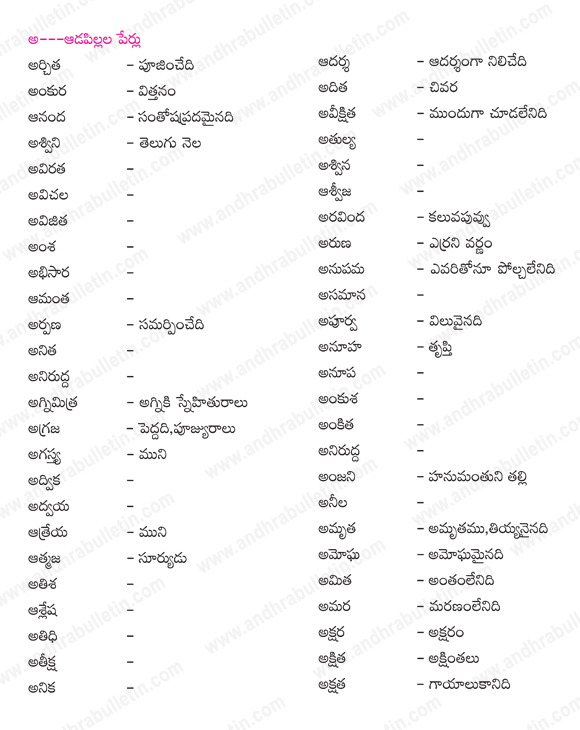 అ---ఆడపిల్లల పేర్లు
అర్చిత - పూజించేది
అంకుర - విత్తనం
ఆనంద - సంతోషప్రదమైనది
అశ్విని - తెలుగు నెల
అవిరత -
అవిచల -
అవిజిత -
అంశ -
అభిసార -
ఆమంత -
అర్పణ - సమర్పించేది
అనిత -
అనిరుద్ద -
అగ్నిమిత్ర - అగ్నికి స్నేహితురాలు
అగ్రజ - పెద్దది,పూజ్యురాలు
అగస్త్య - ముని
అద్విక -
అద్వయ -
ఆత్రేయ - ముని
ఆత్మజ - సూర్యుడు
అతిశ -
ఆశ్లేష -
అతిధి -
అతీక్ష -
అనిక -
ఆదర్శ - ఆదర్శంగా నిలిచేది
అదిత - చివర
అవీక్షిత - ముందుగా చూడలేనిది
అతుల్య -
అశ్విన -
ఆశ్వీజ -
అరవింద - కలువపువ్వు
అరుణ - ఎర్రని వర్ణం
అనుపమ - ఎవరితోనూ పోల్చలేనిది
అసమాన -
అపూర్వ - విలువైనది
అనూహ - తృప్తి
అనూప -
అంకుశ -
అంకిత -
అనిరుద్ద -
అంజని - హనుమంతుని తల్లి
అనీల -
అమృత - అమృతము,తియ్యనైనది
అమోఘ - అమోఘమైనది
అమిత - అంతంలేనిది
అమర - మరణంలేనిది
అక్షర - అక్షరం
అక్షిత - అక్షింతలు
అక్షత - గాయాలుకానిది
www.andhrabulletin.com